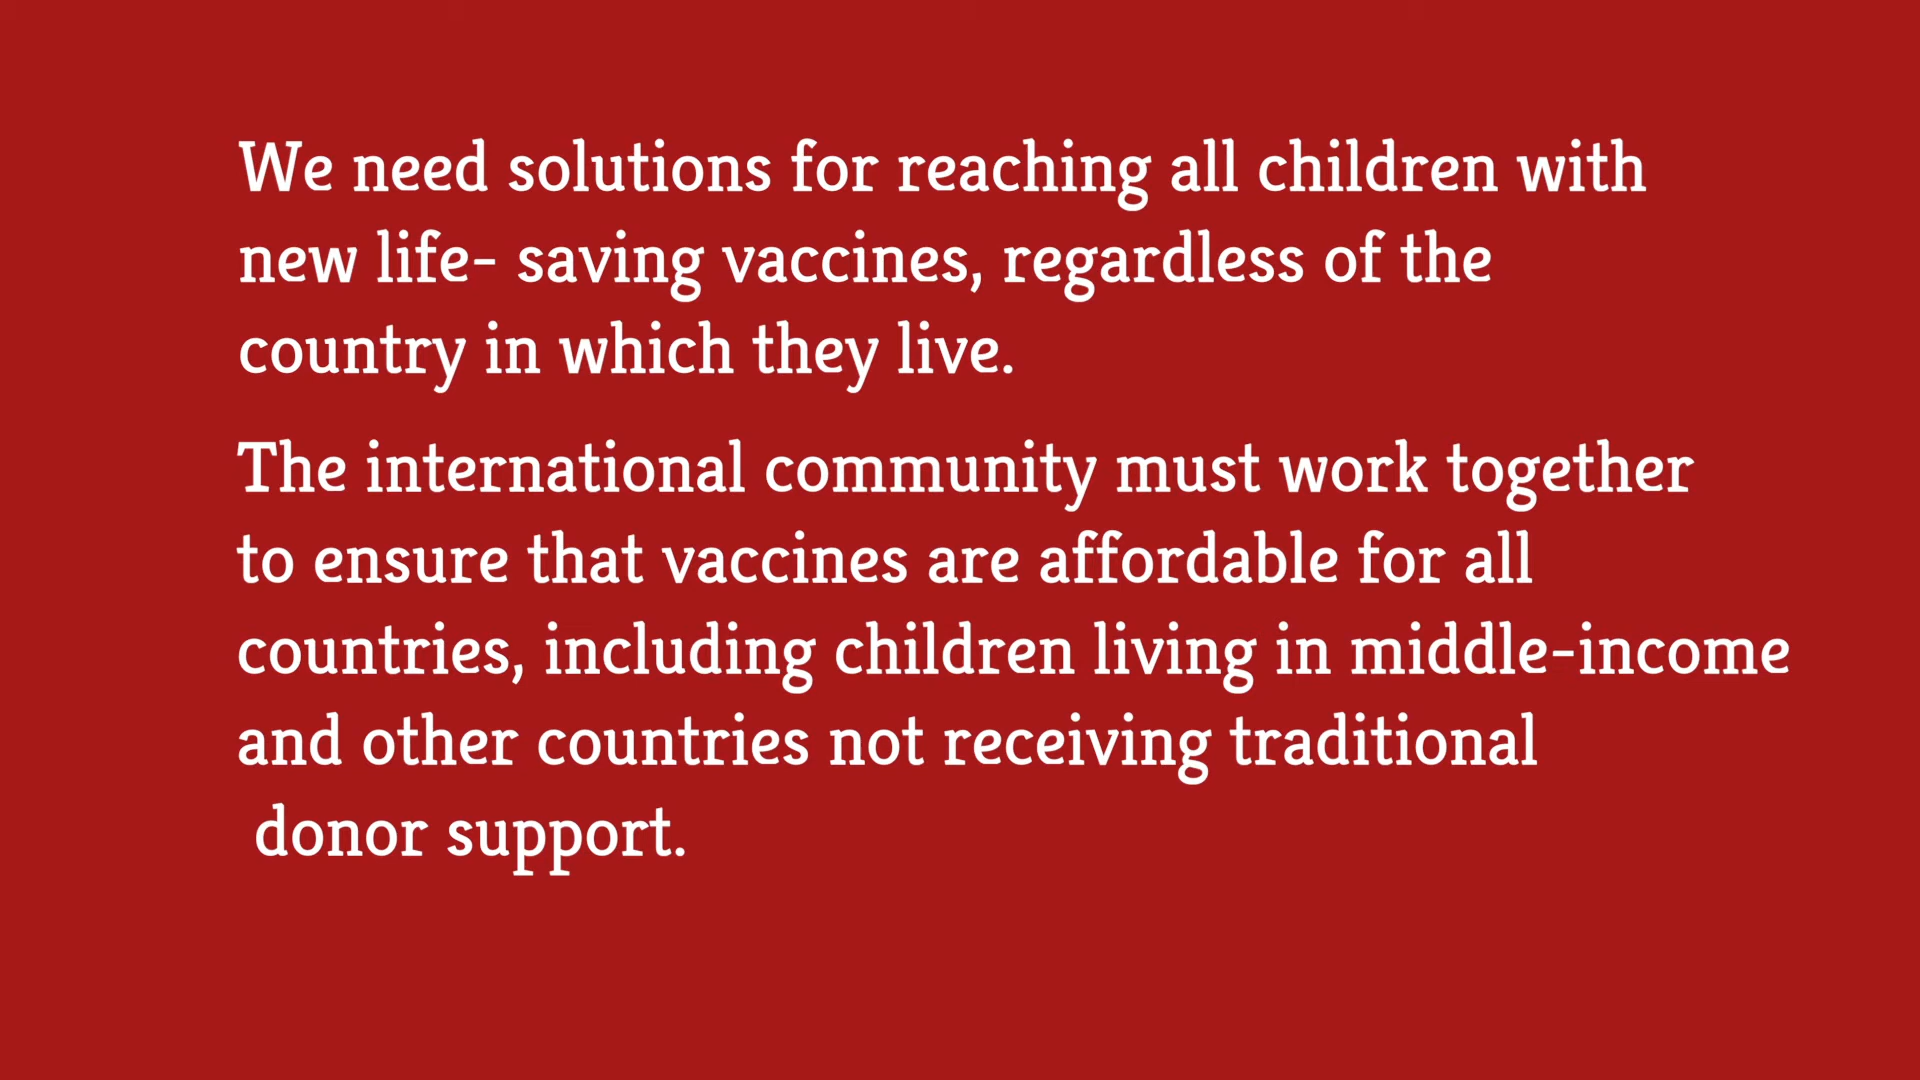 We need solutions for reaching all children with
new life- saving vaccines, regardless of the
country in which they live.
The international community must work together
to ensure that vaccines are affordable for all
countries, including children living in middle-income
and other countries not receiving traditional
donor support.